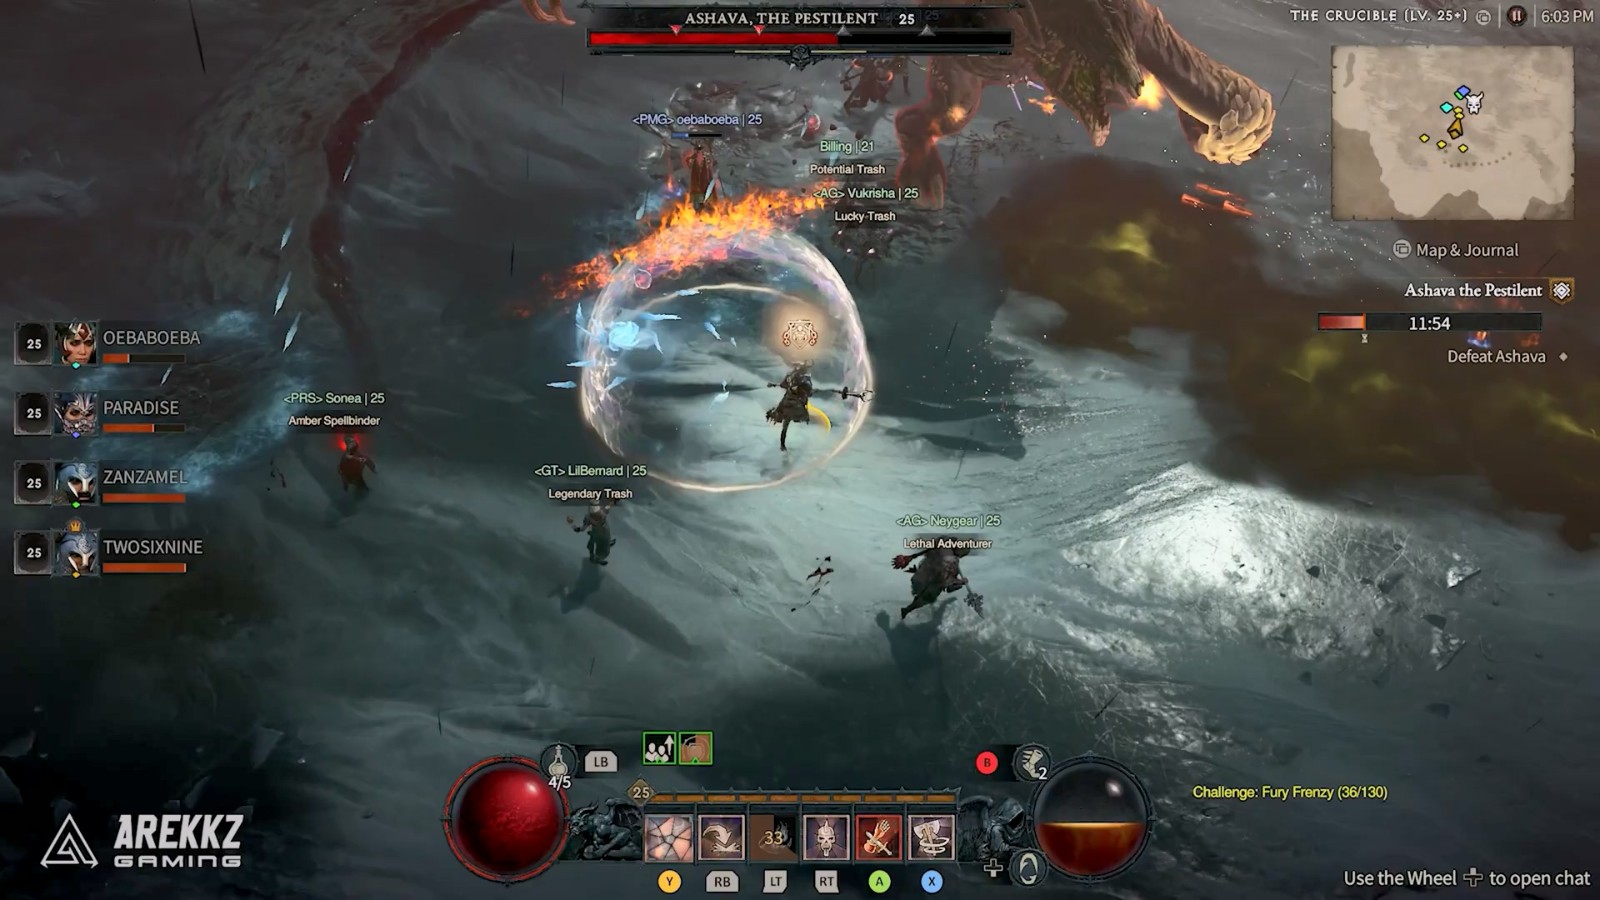 ASHAVA, THE PESTILENT 25
THE CRUCIBLE (LV. 25+)
6:03 PM
<PMG> oebaboeba | 25
Billing | 21
Potential Trash
<AG> Vukrisha | 25
Lucky Trash
Map & Journal
Ashava the Pestilent
11:54
Defeat Ashava
25 OEBABOEBA
25 PARADISE
25 ZANZAMEL
25 TWOSIXNINE
<PRS> Sonea | 25
Amber Spellbinder
<GT> LilBernard | 25
Legendary Trash
<AG> Neygear | 25
Lethal Adventurer
4/5
LB
B
2
25
33
Challenge: Fury Frenzy (36/130)
Y
RB
LT
RT
A
X
AREKKZ
GAMING
Use the Wheel to open chat